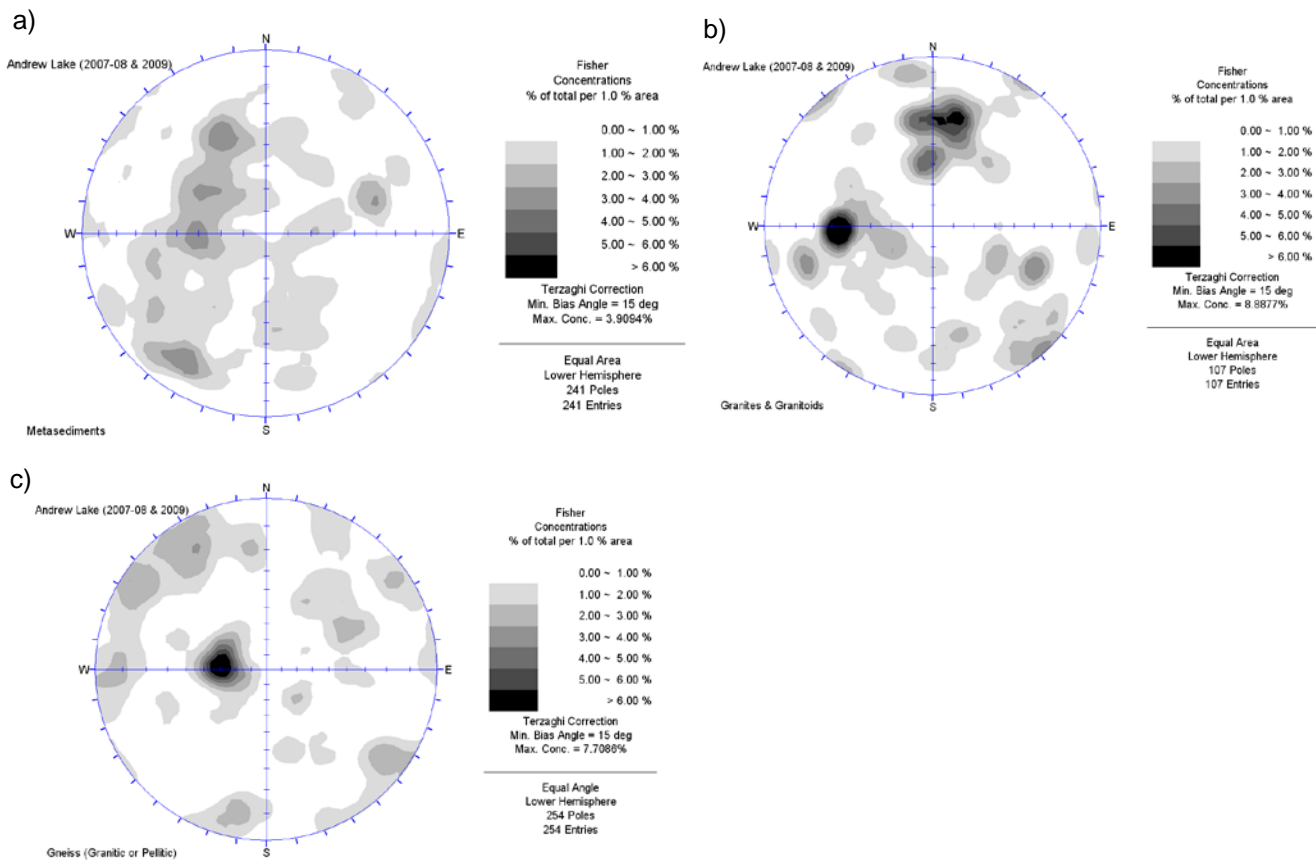 a)
Andrew Lake (2007-08 & 2009)
N
W
E
S
Metasediments
Fisher
Concentrations
% of total per 1.0 % area
0.00 ~ 1.00 %
1.00 ~ 2.00 %
2.00 ~ 3.00 %
3.00 ~ 4.00 %
4.00 ~ 5.00 %
5.00 ~ 6.00 %
> 6.00 %
Terzaghi Correction
Min. Bias Angle = 15 deg
Max. Conc. = 3.9094%
Equal Area
Lower Hemisphere
241 Poles
241 Entries
b)
Andrew Lake (2007-08 & 2009)
N
W
E
S
Granites & Granitoids
Fisher
Concentrations
% of total per 1.0 % area
0.00 ~ 1.00 %
1.00 ~ 2.00 %
2.00 ~ 3.00 %
3.00 ~ 4.00 %
4.00 ~ 5.00 %
5.00 ~ 6.00 %
> 6.00 %
Terzaghi Correction
Min. Bias Angle = 15 deg
Max. Conc. = 8.8877%
Equal Area
Lower Hemisphere
107 Poles
107 Entries
c)
Andrew Lake (2007-08 & 2009)
N
W
E
S
Gneiss (Granitic or Pellitic)
Fisher
Concentrations
% of total per 1.0 % area
0.00 ~ 1.00 %
1.00 ~ 2.00 %
2.00 ~ 3.00 %
3.00 ~ 4.00 %
4.00 ~ 5.00 %
5.00 ~ 6.00 %
> 6.00 %
Terzaghi Correction
Min. Bias Angle = 15 deg
Max. Conc. = 7.7086%
Equal Angle
Lower Hemisphere
254 Poles
254 Entries